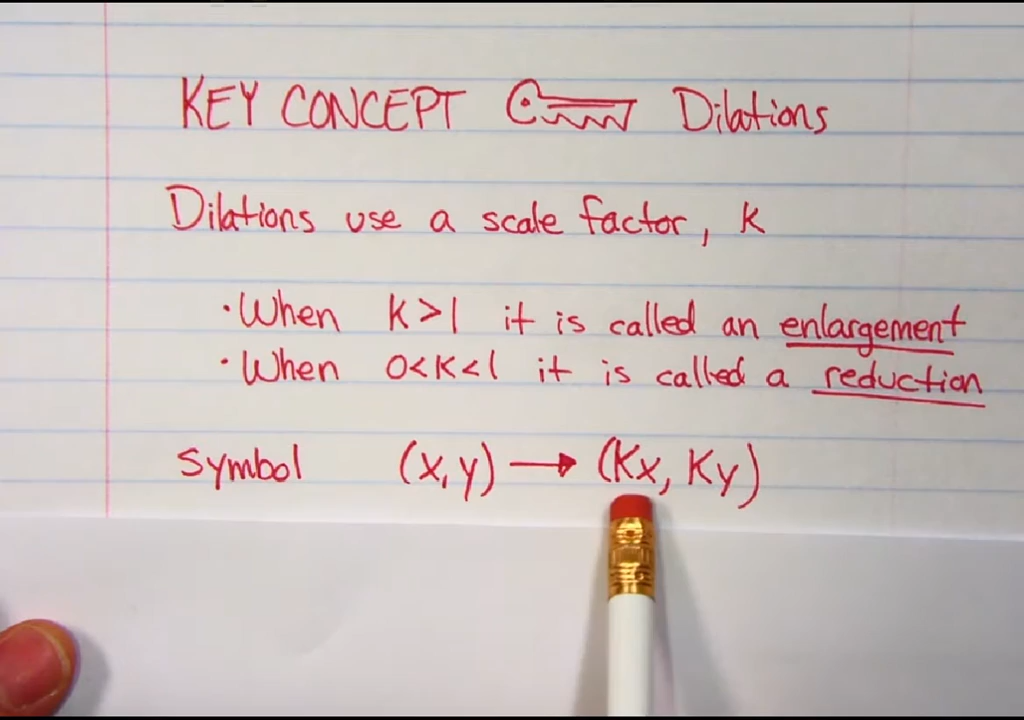 KEY CONCEPT Dilations
Dilations use a scale factor, K
• When K>1 it is called an enlargement
• When 0<K<1 it is called a reduction
Symbol (x,y) → (Kx, Ky)